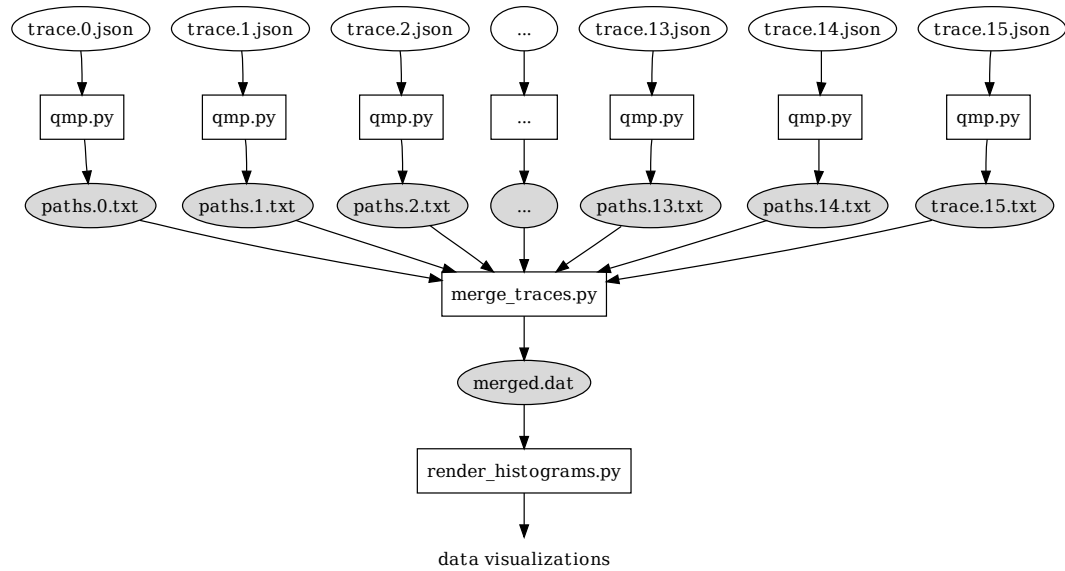 trace.0.json trace.1.json trace.2.json ... trace.13.json trace.14.json trace.15.json
qmp.py qmp.py qmp.py ... qmp.py qmp.py qmp.py
paths.0.txt paths.1.txt paths.2.txt ... paths.13.txt paths.14.txt trace.15.txt
merge_traces.py
merged.dat
render_histograms.py
data visualizations